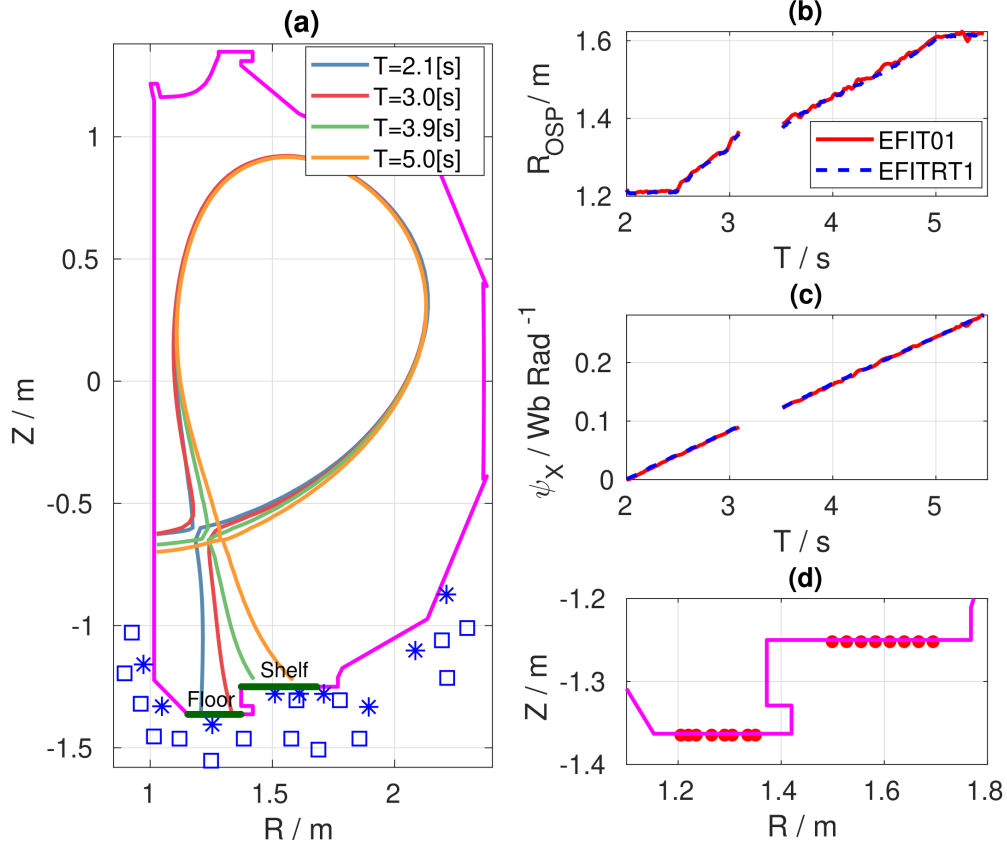 (a)
T=2.1[s]
T=3.0[s]
T=3.9[s]
T=5.0[s]
1
0.5
0
-0.5
-1
-1.5
Z / m
Floor
Shelf
1
1.5
2
R / m
(b)
1.6
1.4
1.2
R_OSP / m
EFIT01
EFITRT1
2
3
4
5
T / s
(c)
0.2
0.1
0
ψ_X / Wb Rad ⁻¹
2
3
4
5
T / s
(d)
-1.2
-1.3
-1.4
Z / m
1.2
1.4
1.6
1.8
R / m